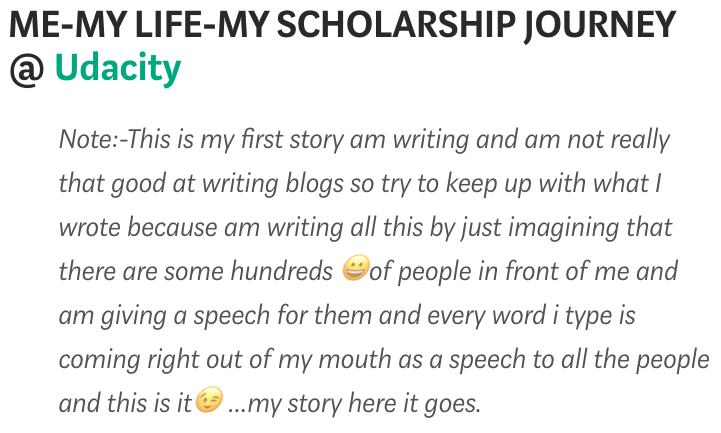 ME-MY LIFE-MY SCHOLARSHIP JOURNEY
@ Udacity
Note:-This is my first story am writing and am not really
that good at writing blogs so try to keep up with what I
wrote because am writing all this by just imagining that
there are some hundreds 😀of people in front of me and
am giving a speech for them and every word i type is
coming right out of my mouth as a speech to all the people
and this is it😉 ...my story here it goes.